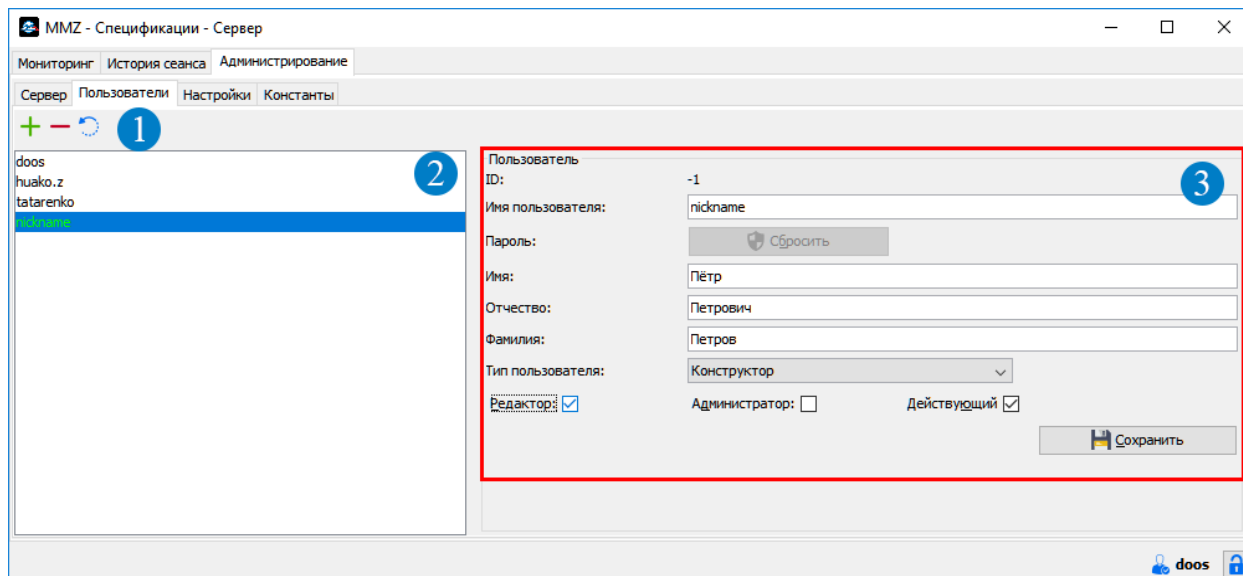 MMZ - Спецификации - Сервер
Мониторинг История сеанса Администрирование
Сервер Пользователи Настройки Константы
1
doos
huako.z
tatarenko
nickname
2
Пользователь
3
ID: -1
Имя пользователя: nickname
Пароль: Сбросить
Имя: Пётр
Отчество: Петрович
Фамилия: Петров
Тип пользователя: Конструктор
Редактор: Администратор: Действующий
Сохранить
doos